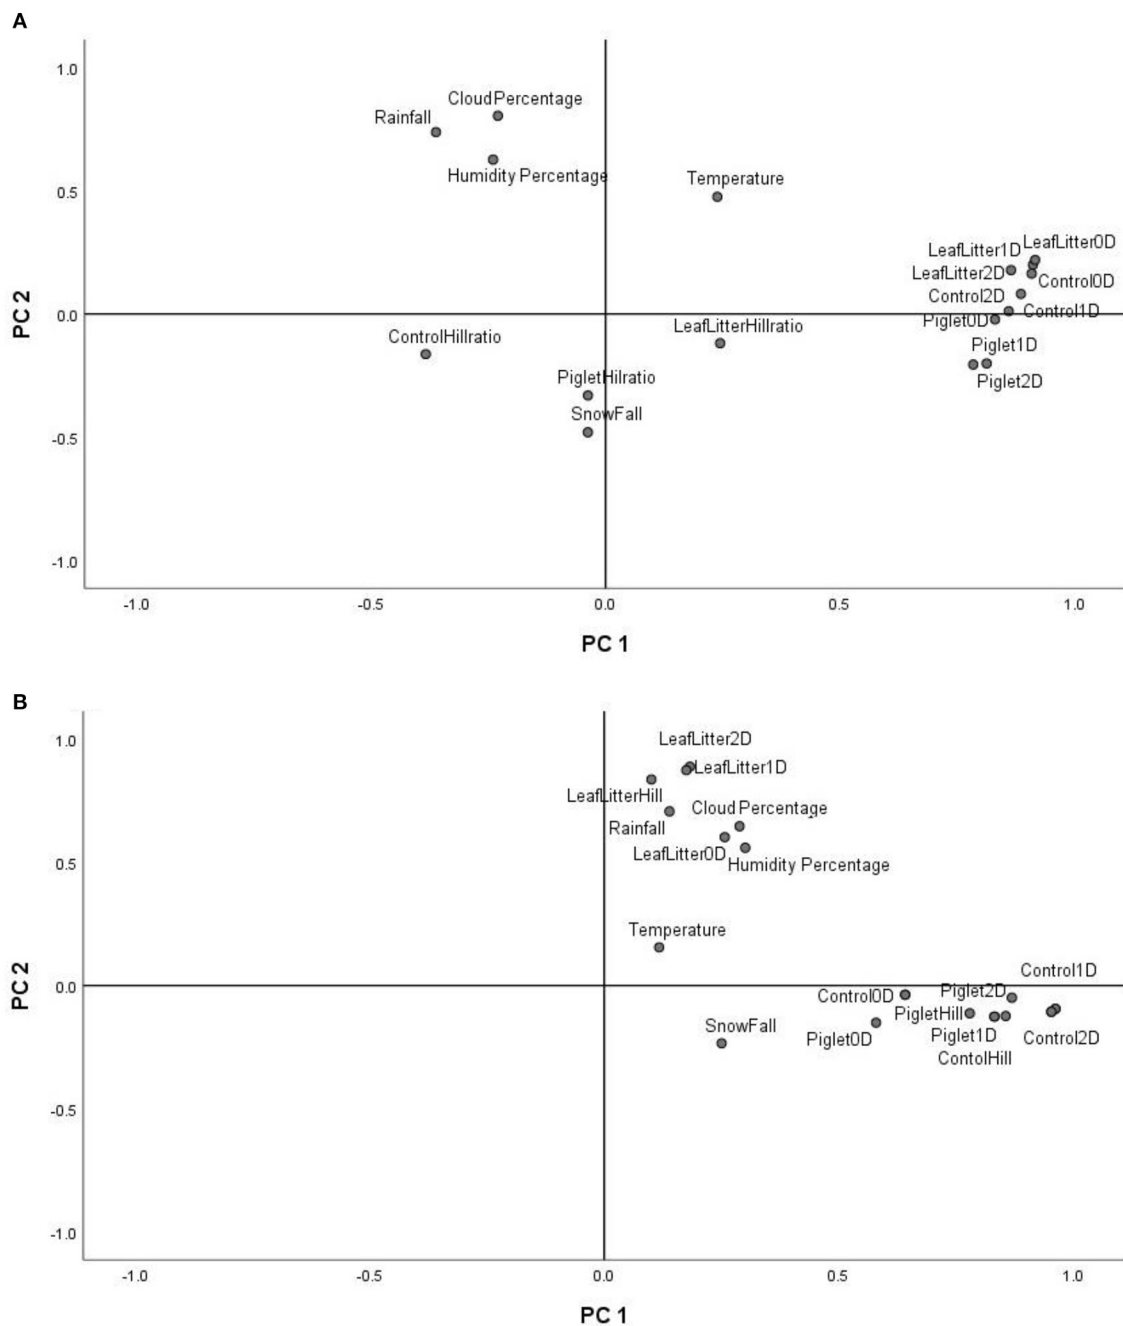 A
1.0
CloudPercentage
Rainfall
Humidity Percentage
0.5
Temperature
LeafLitter1D LeafLitter0D
LeafLitter2D Control0D
Control2D
0.0
Piglet0D Control1D
PC 2
ControlHillratio
LeafLitterHillratio
Piglet1D
PigletHilratio
Piglet2D
SnowFall
-0.5
-1.0
-1.0 -0.5 0.0 0.5 1.0
PC 1
B
1.0
LeafLitter2D
LeafLitter1D
LeafLitterHill
Cloud Percentage
Rainfall
0.5
LeafLitter0D
Humidity Percentage
Temperature
PC 2
0.0
Control1D
Control0D Piglet2D
PigletHill
SnowFall
Piglet0D Piglet1D Control2D
ContolHill
-0.5
-1.0
-1.0 -0.5 0.0 0.5 1.0
PC 1